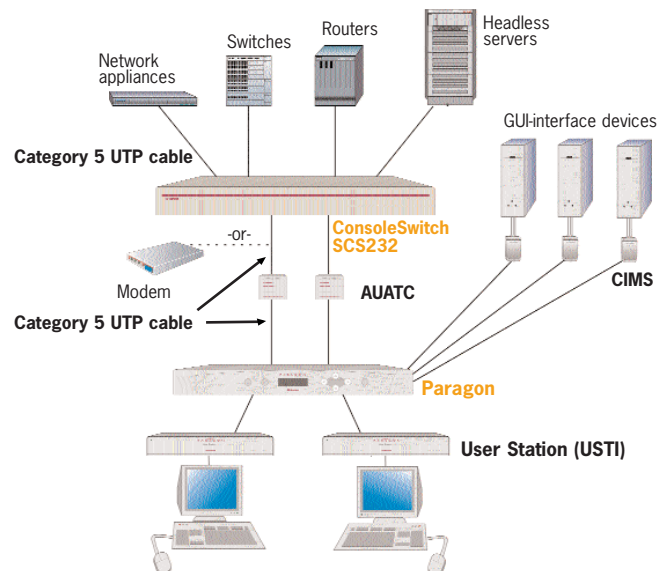 Network
appliances
Switches
Routers
Headless
servers
GUI-interface devices
Category 5 UTP cable
ConsoleSwitch
SCS232
-or-
Modem
AUATC
CIMS
Category 5 UTP cable
Paragon
User Station (USTI)